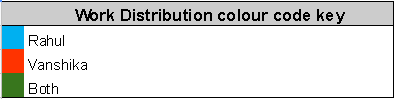 Work Distribution colour code key
Rahul
Vanshika
Both